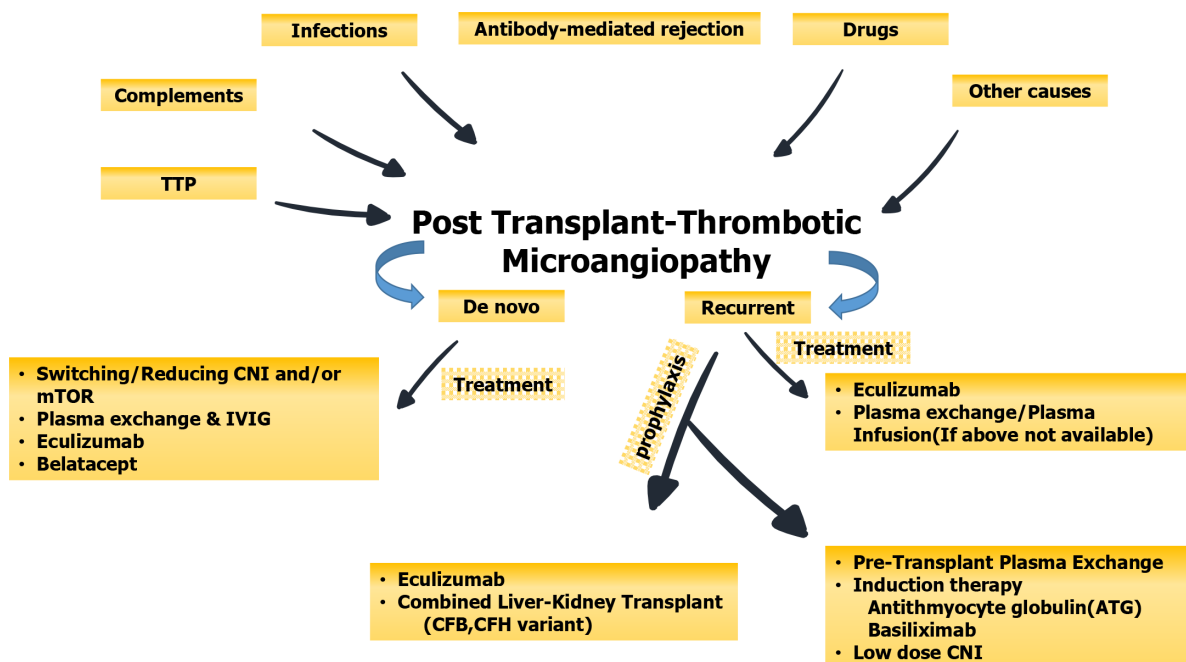 Infections
Antibody-mediated rejection
Drugs
Complements
Other causes
TTP
Post Transplant-Thrombotic
Microangiopathy
De novo
Recurrent
Treatment
Treatment
prophylaxis
• Switching/Reducing CNI and/or
mTOR
• Plasma exchange & IVIG
• Eculizumab
• Belatacept
• Eculizumab
• Plasma exchange/Plasma
Infusion(If above not available)
• Eculizumab
• Combined Liver-Kidney Transplant
(CFB,CFH variant)
• Pre-Transplant Plasma Exchange
• Induction therapy
Antithmyocyte globulin(ATG)
Basiliximab
• Low dose CNI